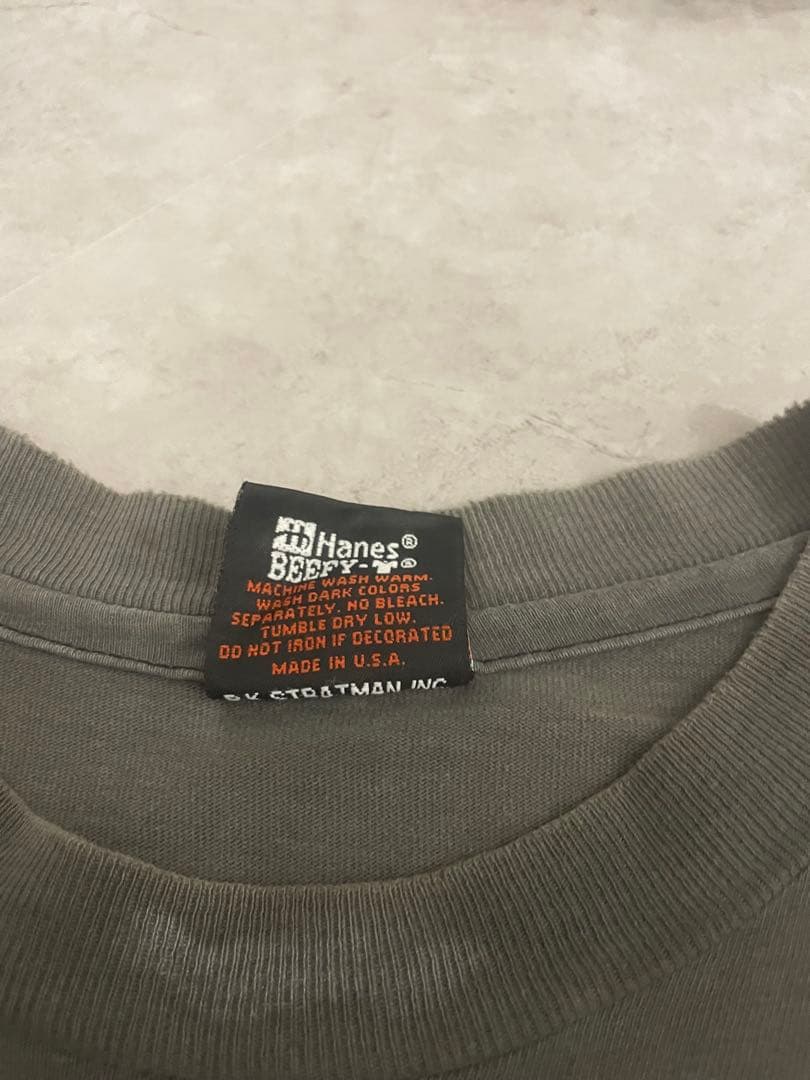 Hanes®
BEEFY-T®
MACHINE WASH WARM.
WASH DARK COLORS
SEPARATELY. NO BLEACH.
TUMBLE DRY LOW.
DO NOT IRON IF DECORATED
MADE IN U.S.A.
R.K STRATMAN INC